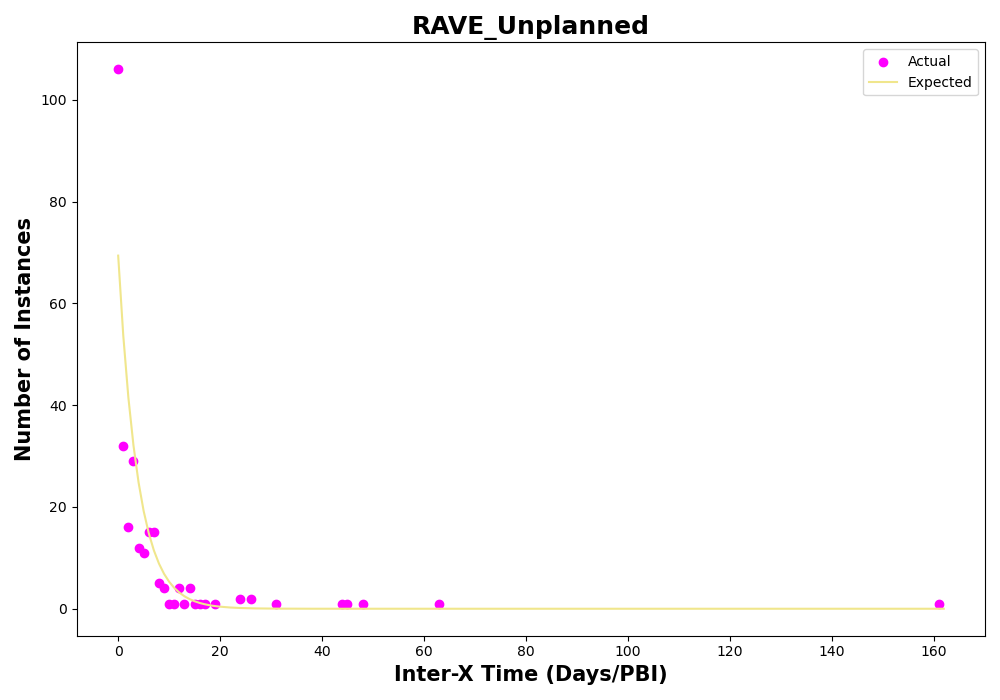 RAVE_Unplanned
Actual
Expected
Number of Instances
100
80
60
40
20
0
0 20 40 60 80 100 120 140 160
Inter-X Time (Days/PBI)